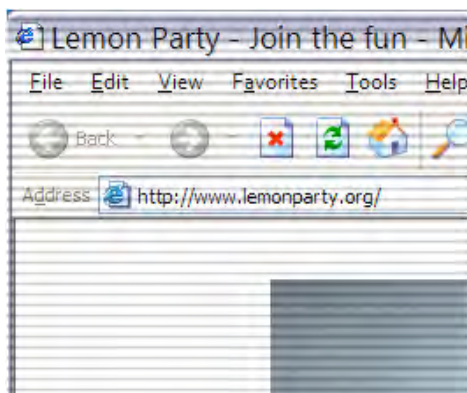 Lemon Party - Join the fun - Mi
File Edit View Favorites Tools Help
Back
Address http://www.lemonparty.org/